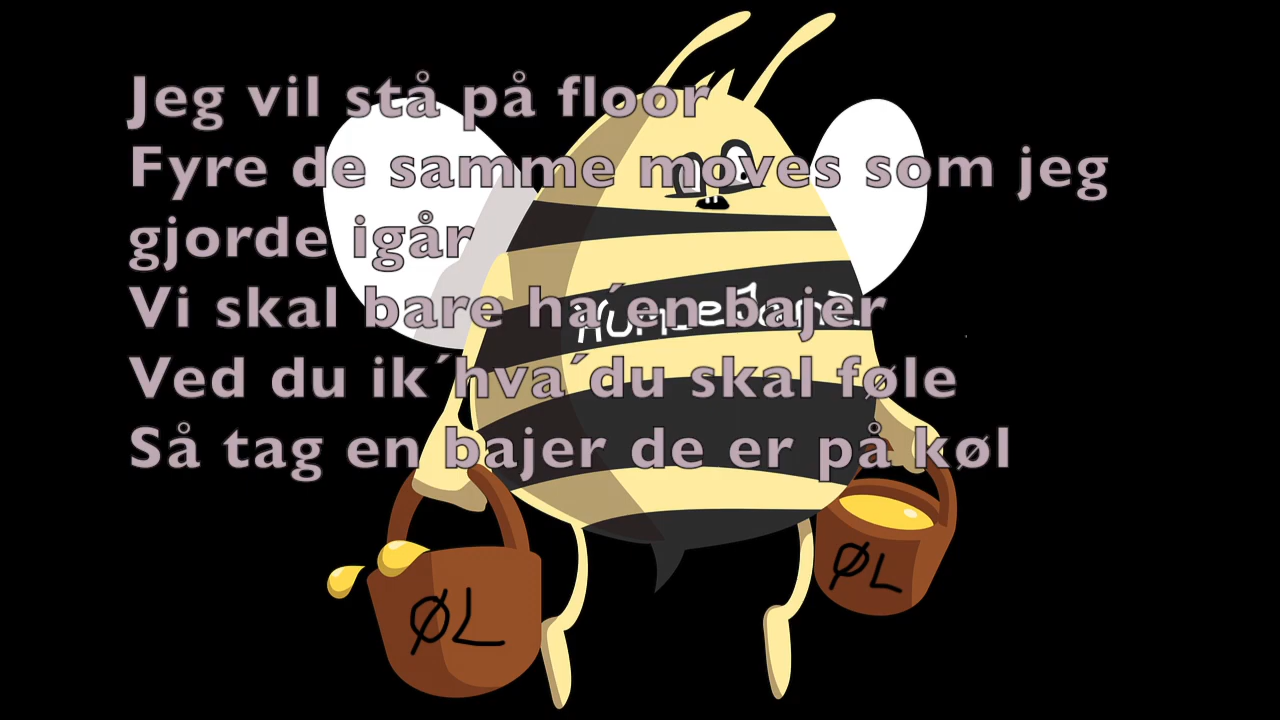 Jeg vil stå på floor
Fyre de samme moves som jeg
gjorde igår
Vi skal bare ha´en bajer
Ved du ik´hva´du skal føle
Så tag en bajer de er på køl
ØL
ØL